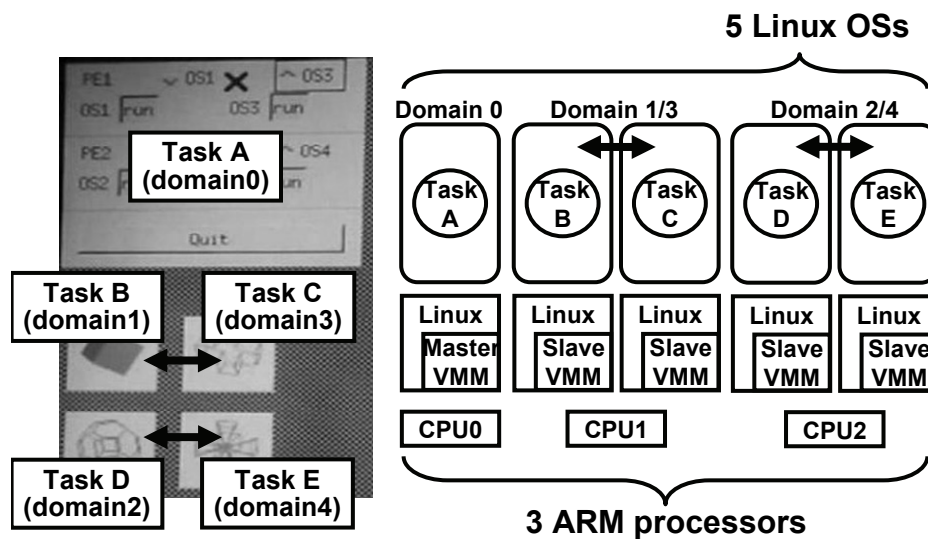 5 Linux OSs
PE1 OS1 OS3
OS1 run OS3 run
PE2 OS4
OS2 run
Quit
Task A
(domain0)
Task B
(domain1)
Task C
(domain3)
Task D
(domain2)
Task E
(domain4)
Domain 0 Domain 1/3 Domain 2/4
Task
A
Task
B
Task
C
Task
D
Task
E
Linux
Master
VMM
Linux
Slave
VMM
Linux
Slave
VMM
Linux
Slave
VMM
Linux
Slave
VMM
CPU0 CPU1 CPU2
3 ARM processors